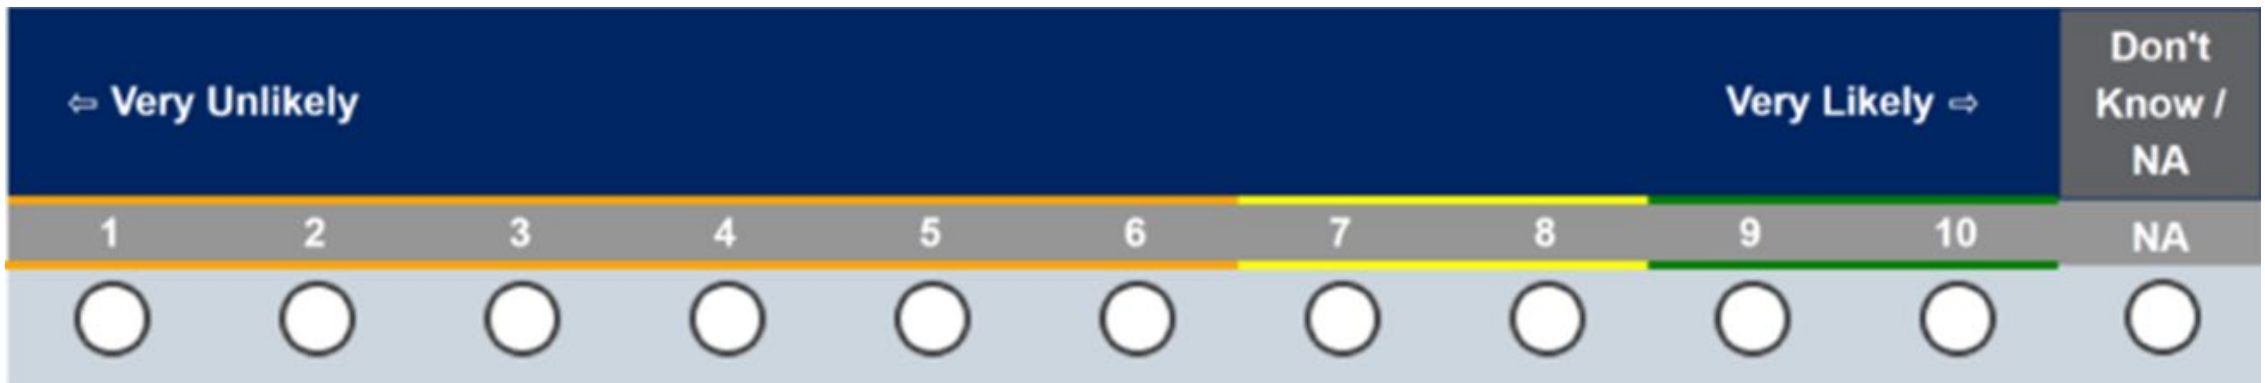 ⇦ Very Unlikely
Very Likely ⇨
Don't
Know /
NA
1 2 3 4 5 6 7 8 9 10 NA